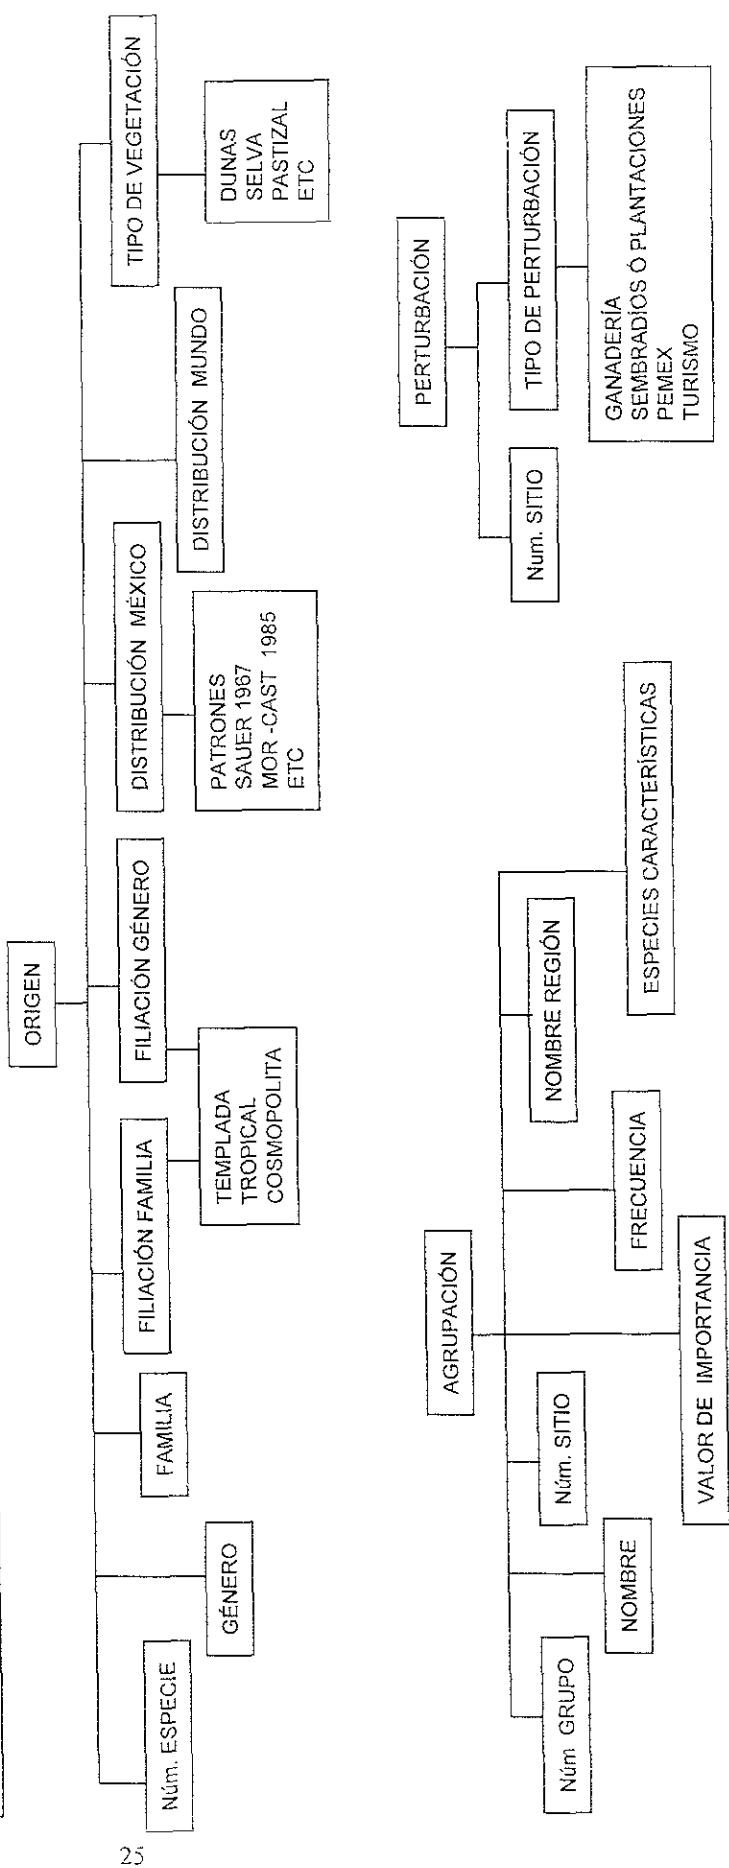 ORIGEN
Núm. ESPECIE
GÉNERO
FAMILIA
FILIACIÓN FAMILIA
FILIACIÓN GÉNERO
TEMPLADA
TROPICAL
COSMOPOLITA
DISTRIBUCIÓN MÉXICO
PATRONES
SAUER 1967
MOR -CAST 1985
ETC
DISTRIBUCIÓN MUNDO
TIPO DE VEGETACIÓN
DUNAS
SELVA
PASTIZAL
ETC
AGRUPACIÓN
Núm GRUPO
NOMBRE
Núm. SITIO
VALOR DE IMPORTANCIA
FRECUENCIA
NOMBRE REGIÓN
ESPECIES CARACTERÍSTICAS
PERTURBACIÓN
Num. SITIO
TIPO DE PERTURBACIÓN
GANADERÍA
SEMBRADÍOS Ó PLANTACIONES
PEMEX
TURISMO
25